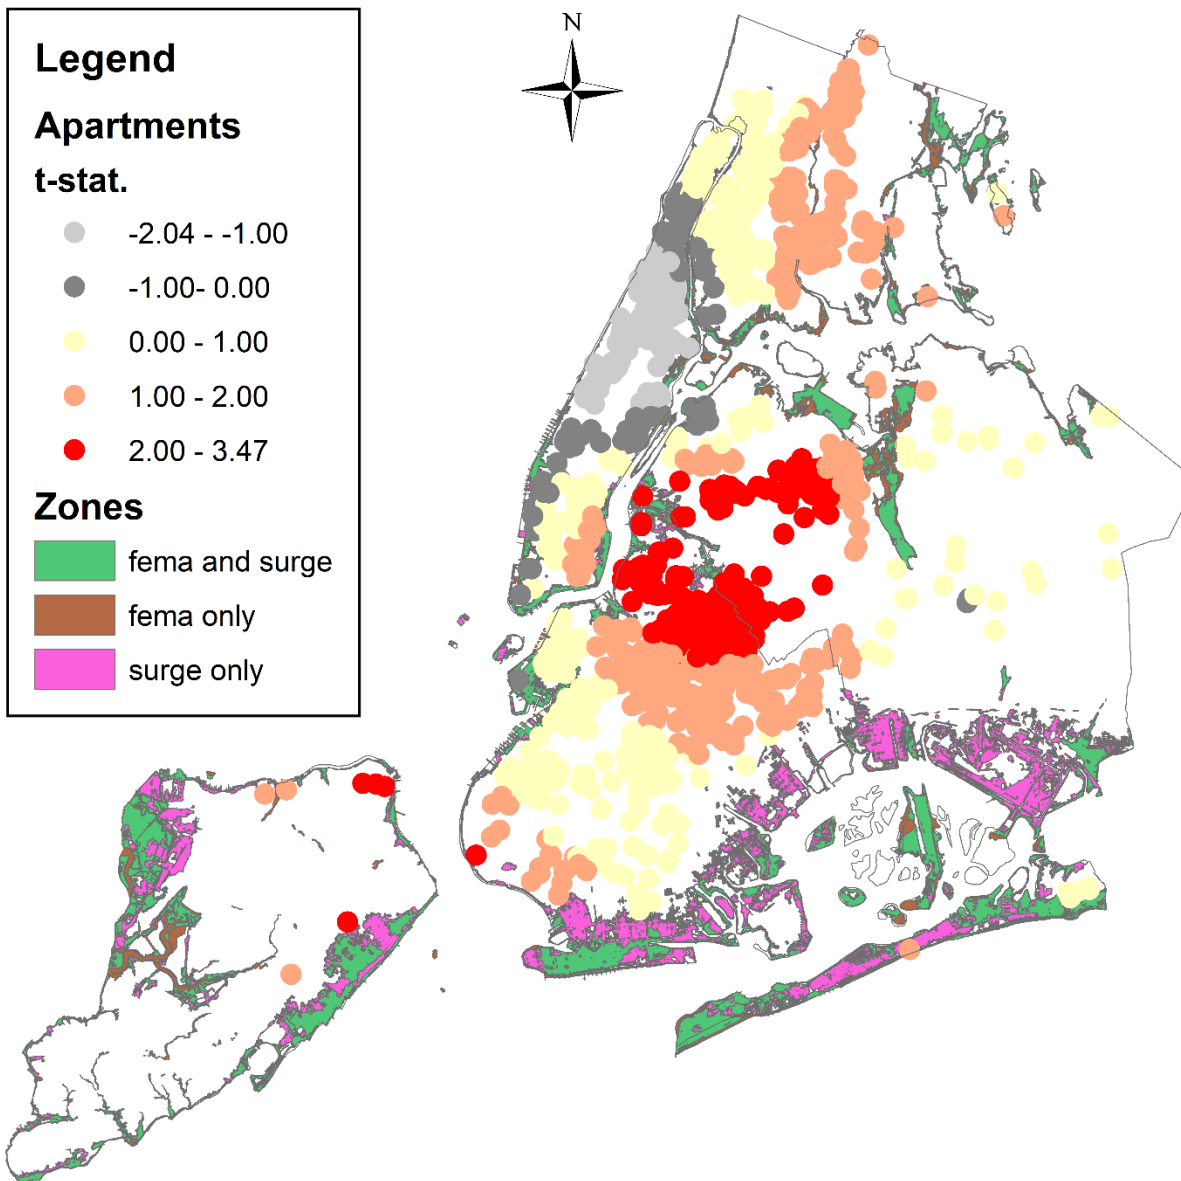 Legend
Apartments
t-stat.
-2.04 - -1.00
-1.00- 0.00
0.00 - 1.00
1.00 - 2.00
2.00 - 3.47
Zones
fema and surge
fema only
surge only
N